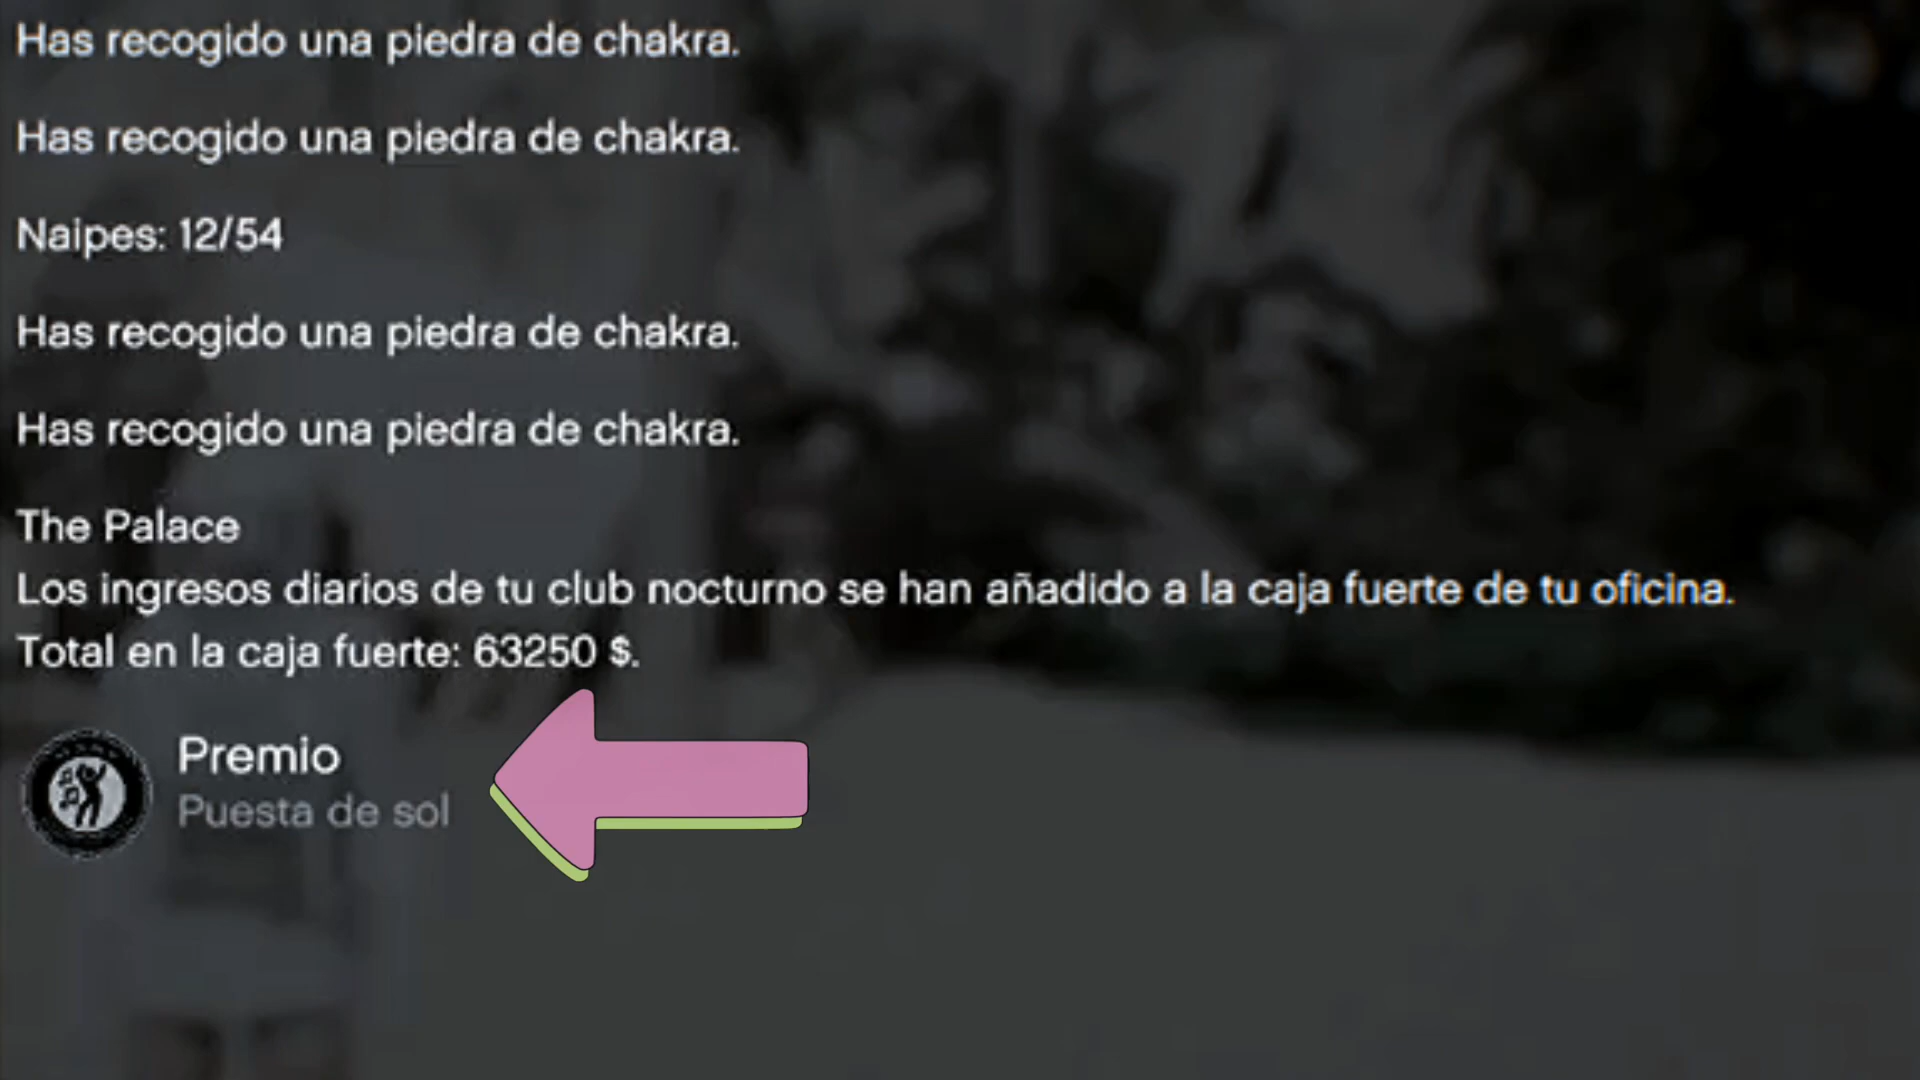 Has recogido una piedra de chakra.
Has recogido una piedra de chakra.
Naipes: 12/54
Has recogido una piedra de chakra.
Has recogido una piedra de chakra.
The Palace
Los ingresos diarios de tu club nocturno se han añadido a la caja fuerte de tu oficina.
Total en la caja fuerte: 63250 $.
Premio
Puesta de sol